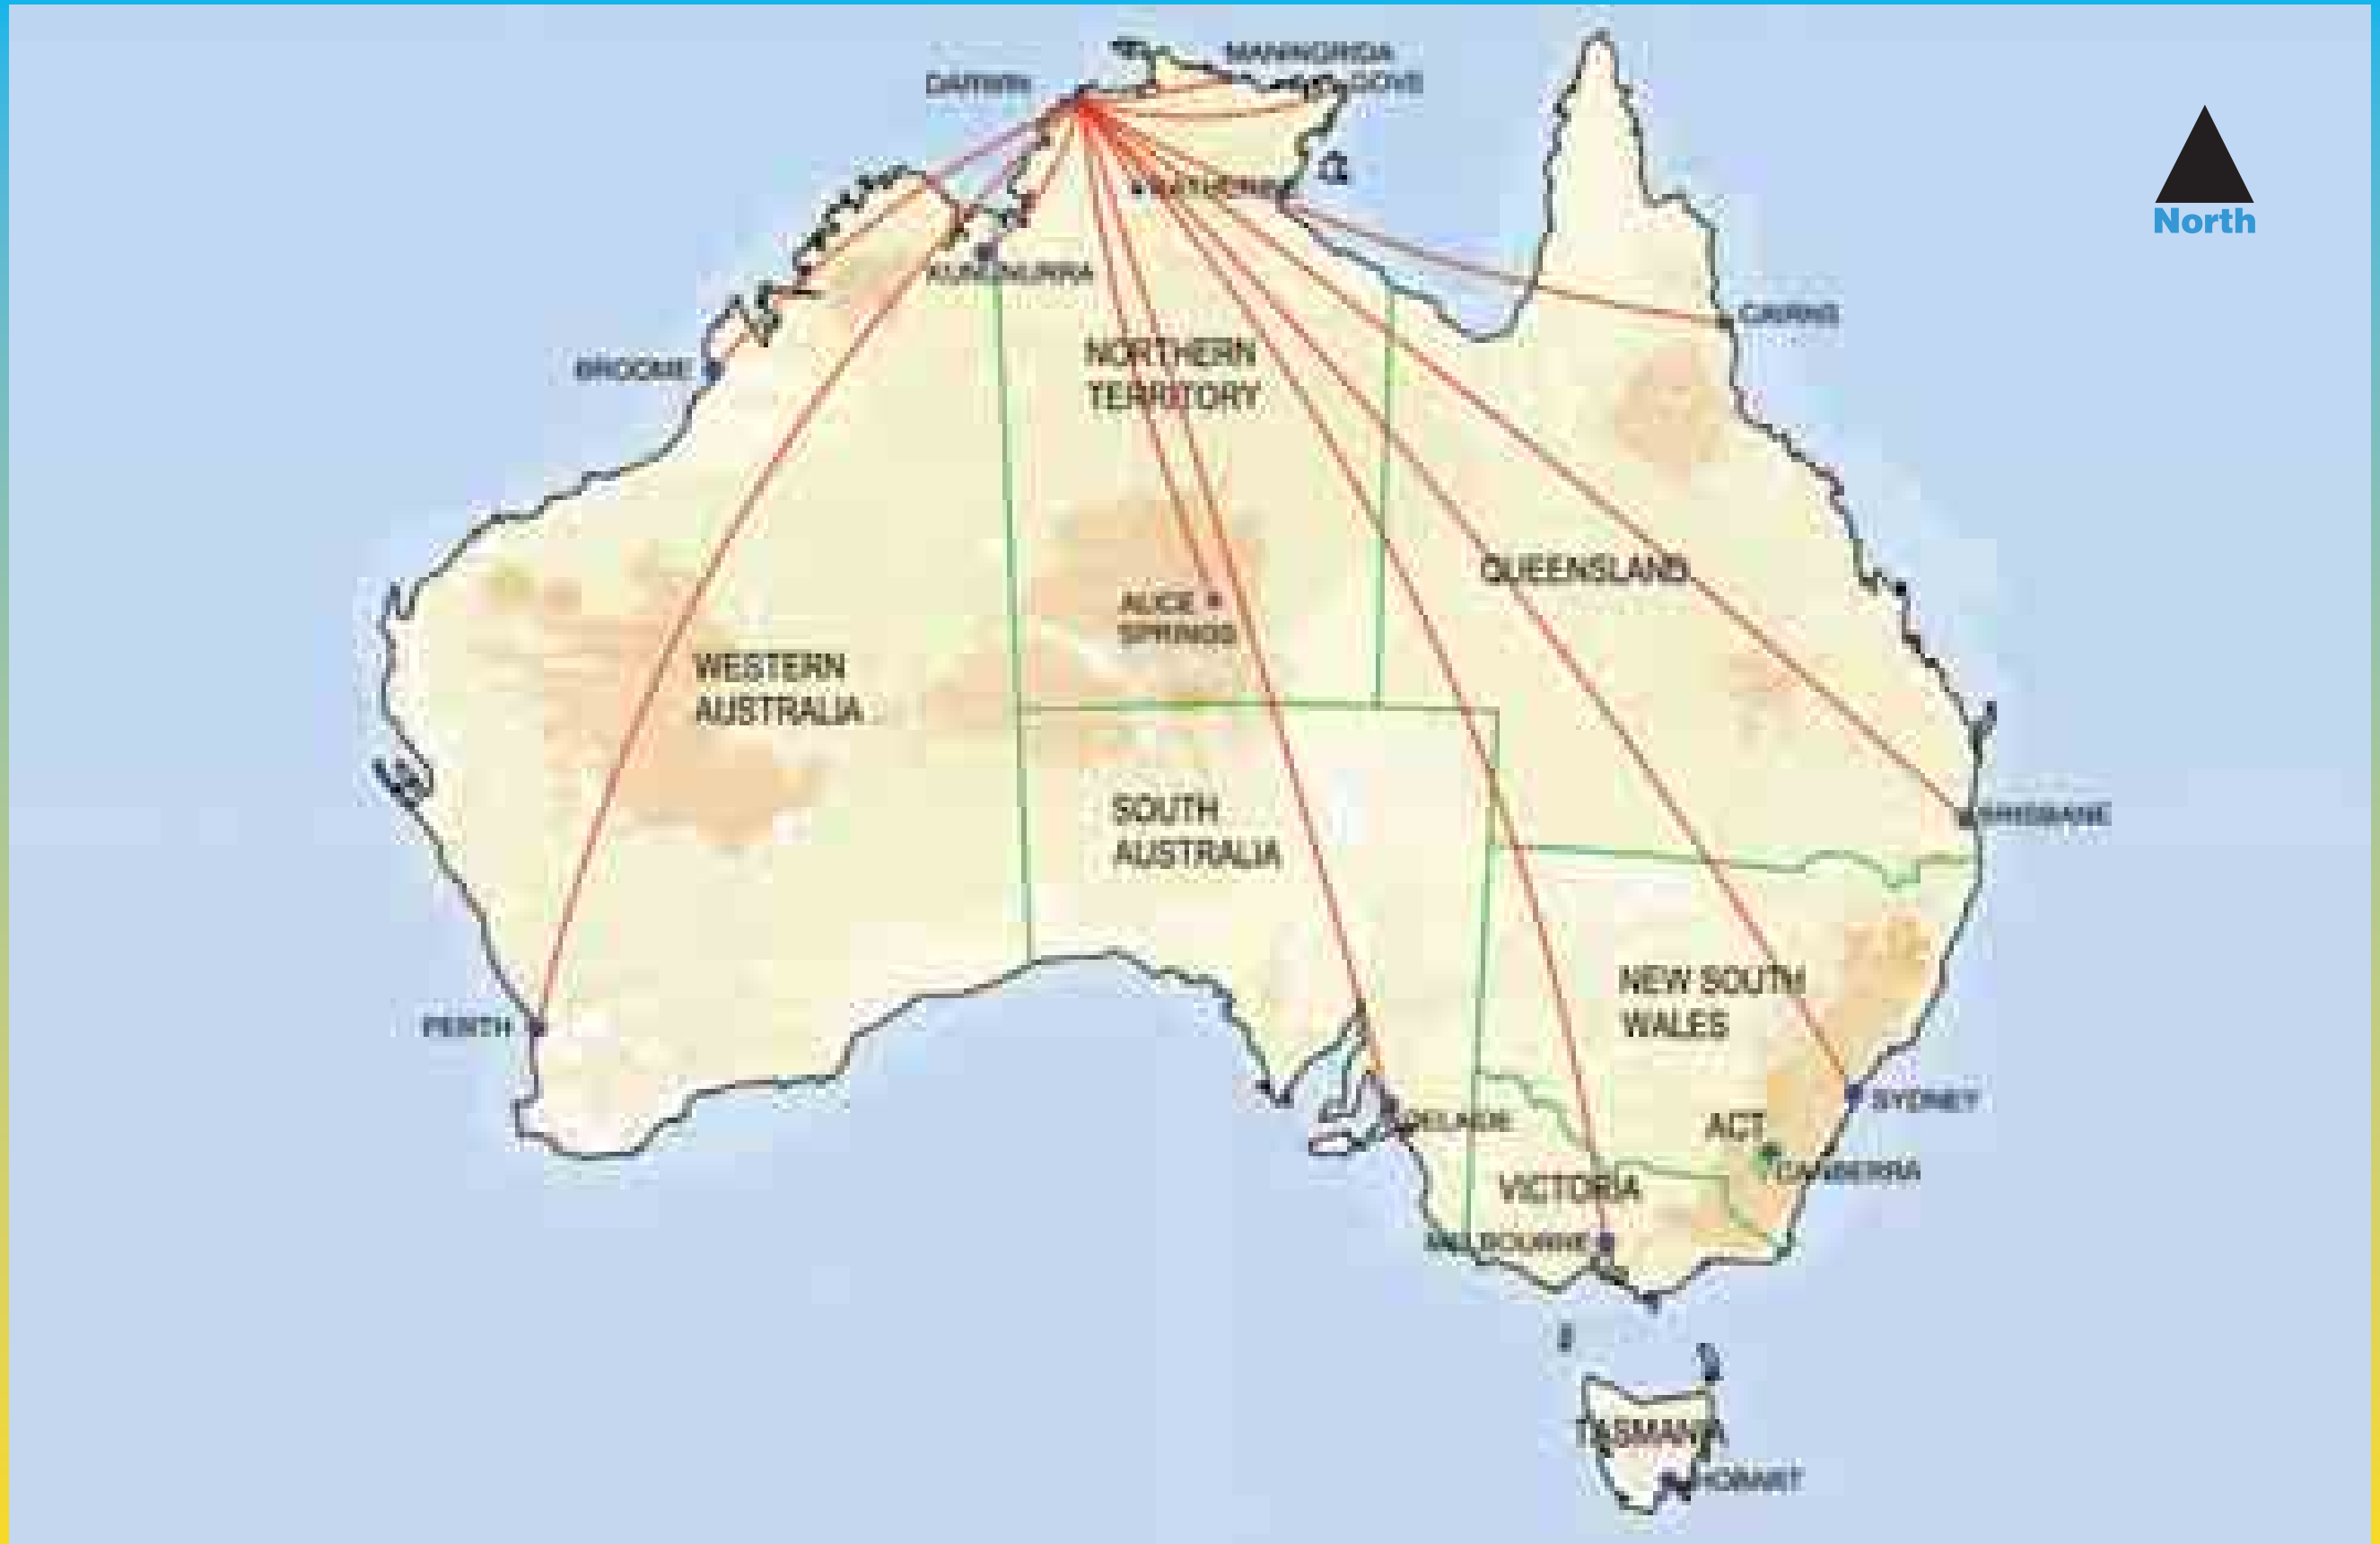 MANINGRIDA
DARWIN
GOVE
North
KATHERINE
KUNUNURRA
CAIRNS
BROOME
NORTHERN
TERRITORY
QUEENSLAND
ALICE
SPRINGS
WESTERN
AUSTRALIA
SOUTH
AUSTRALIA
BRISBANE
NEW SOUTH
WALES
PERTH
SYDNEY
ADELAIDE
ACT
CANBERRA
VICTORIA
MELBOURNE
TASMANIA
HOBART